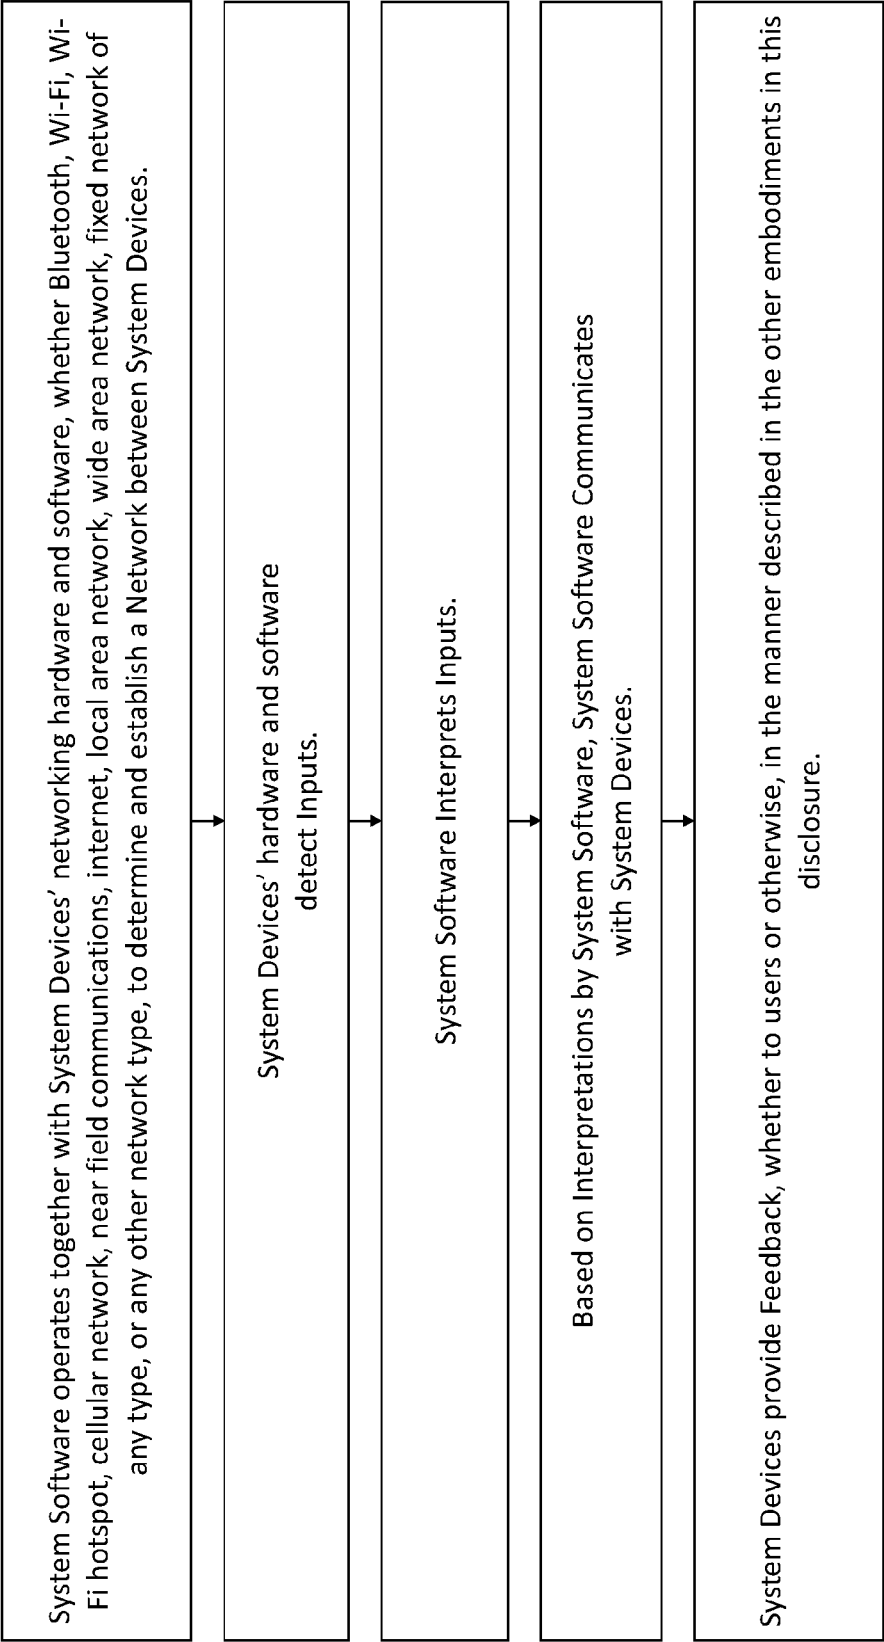 System Software operates together with System Devices’ networking hardware and software, whether Bluetooth, Wi-Fi, Wi-
Fi hotspot, cellular network, near field communications, internet, local area network, wide area network, fixed network of
any type, or any other network type, to determine and establish a Network between System Devices.
System Devices’ hardware and software
detect Inputs.
System Software Interprets Inputs.
Based on Interpretations by System Software, System Software Communicates
with System Devices.
System Devices provide Feedback, whether to users or otherwise, in the manner described in the other embodiments in this
disclosure.